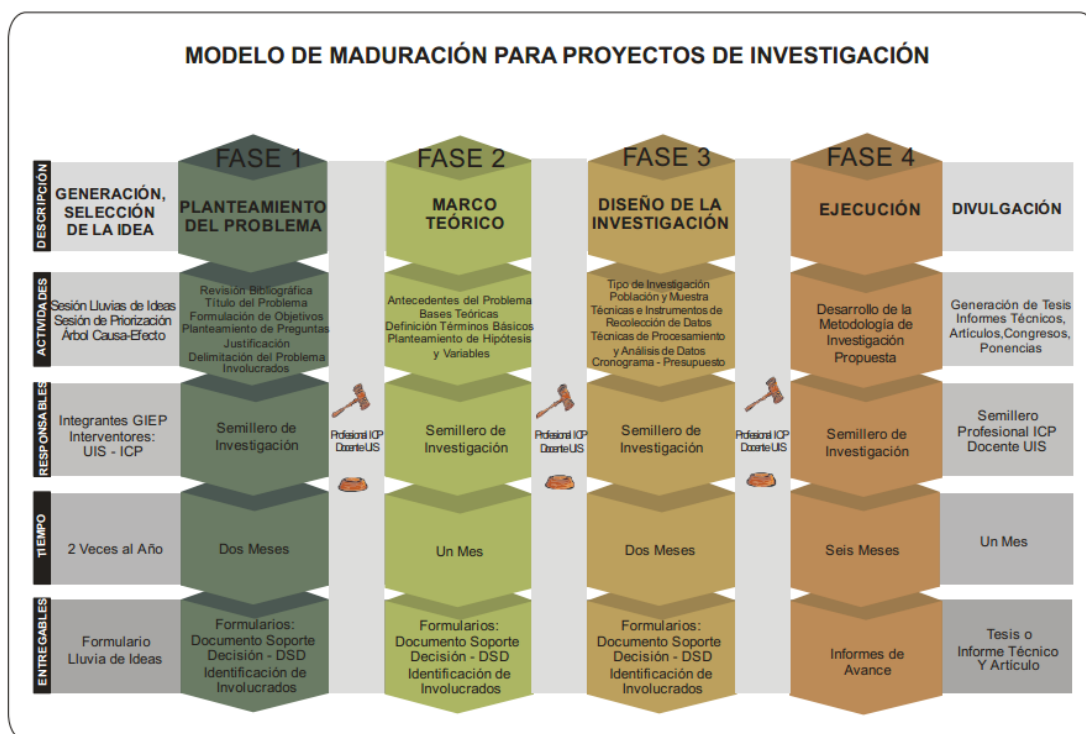 MODELO DE MADURACIÓN PARA PROYECTOS DE INVESTIGACIÓN
FASE 1
FASE 2
FASE 3
FASE 4
DESCRIPCIÓN
GENERACIÓN,
SELECCIÓN
DE LA IDEA
PLANTEAMIENTO
DEL PROBLEMA
MARCO
TEÓRICO
DISEÑO DE LA
INVESTIGACIÓN
EJECUCIÓN
DIVULGACIÓN
ACTIVIDADES
Sesión Lluvias de Ideas
Sesión de Priorización
Árbol Causa-Efecto
Revisión Bibliográfica
Título del Problema
Formulación de Objetivos
Planteamiento de Preguntas
Justificación
Delimitación del Problema
Involucrados
Antecedentes del Problema
Bases Teóricas
Definición Términos Básicos
Planteamiento de Hipótesis
y Variables
Tipo de Investigación
Población y Muestra
Técnicas e Instrumentos de
Recolección de Datos
Técnicas de Procesamiento
y Análisis de Datos
Cronograma - Presupuesto
Desarrollo de la
Metodología de
Investigación
Propuesta
Generación de Tesis
Informes Técnicos,
Artículos,Congresos,
Ponencias
RESPONSABLES
Integrantes GIEP
Interventores:
UIS - ICP
Semillero de
Investigación
Profesional ICP
Docente UIS
Semillero de
Investigación
Profesional ICP
Docente UIS
Semillero de
Investigación
Profesional ICP
Docente UIS
Semillero de
Investigación
Semillero
Profesional ICP
Docente UIS
TIEMPO
2 Veces al Año
Dos Meses
Un Mes
Dos Meses
Seis Meses
Un Mes
ENTREGABLES
Formulario
Lluvia de Ideas
Formularios:
Documento Soporte
Decisión - DSD
Identificación de
Involucrados
Formularios:
Documento Soporte
Decisión - DSD
Identificación de
Involucrados
Formularios:
Documento Soporte
Decisión - DSD
Identificación de
Involucrados
Informes de
Avance
Tesis o
Informe Técnico
Y Artículo